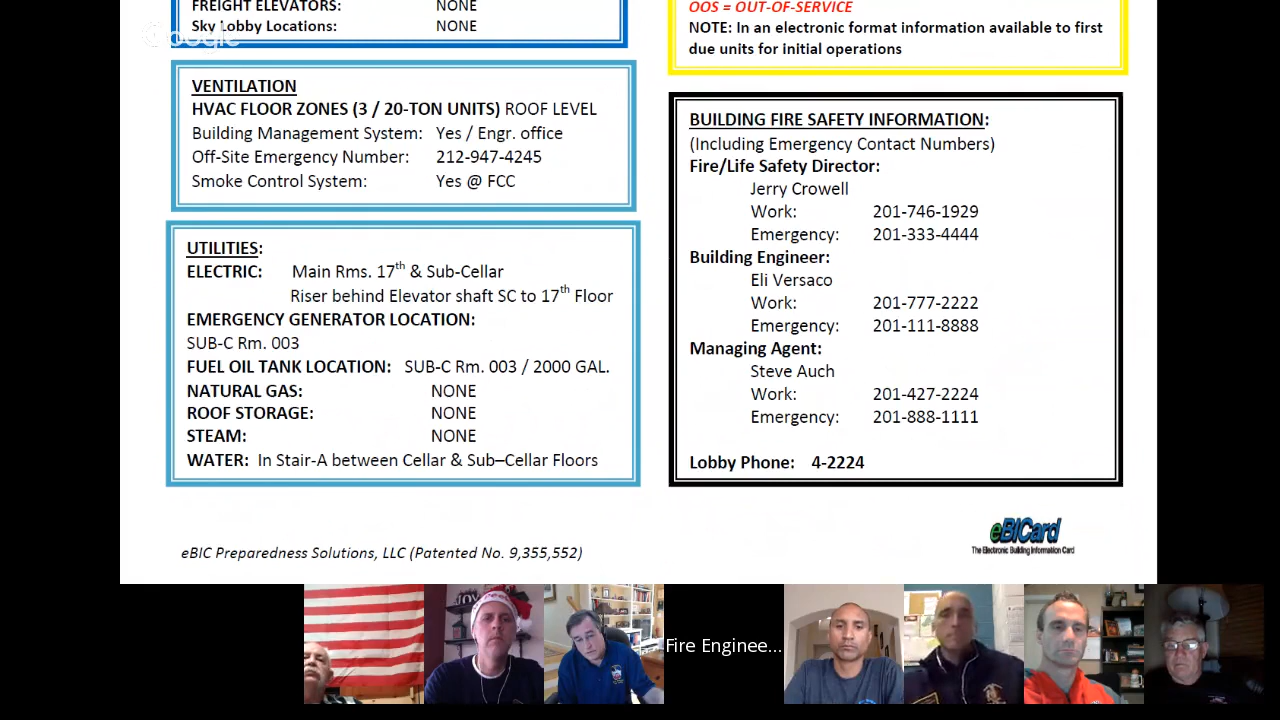 FREIGHT ELEVATORS: NONE
Sky Lobby Locations: NONE
Google
OOS = OUT-OF-SERVICE
NOTE: In an electronic format information available to first
due units for initial operations
VENTILATION
HVAC FLOOR ZONES (3 / 20-TON UNITS) ROOF LEVEL
Building Management System: Yes / Engr. office
Off-Site Emergency Number: 212-947-4245
Smoke Control System: Yes @ FCC
UTILITIES:
ELECTRIC: Main Rms. 17th & Sub-Cellar
Riser behind Elevator shaft SC to 17th Floor
EMERGENCY GENERATOR LOCATION:
SUB-C Rm. 003
FUEL OIL TANK LOCATION: SUB-C Rm. 003 / 2000 GAL.
NATURAL GAS: NONE
ROOF STORAGE: NONE
STEAM: NONE
WATER: In Stair-A between Cellar & Sub–Cellar Floors
BUILDING FIRE SAFETY INFORMATION:
(Including Emergency Contact Numbers)
Fire/Life Safety Director:
Jerry Crowell
Work: 201-746-1929
Emergency: 201-333-4444
Building Engineer:
Eli Versaco
Work: 201-777-2222
Emergency: 201-111-8888
Managing Agent:
Steve Auch
Work: 201-427-2224
Emergency: 201-888-1111
Lobby Phone: 4-2224
eBIC Preparedness Solutions, LLC (Patented No. 9,355,552)
eBICard
The Electronic Building Information Card
Fire Enginee...